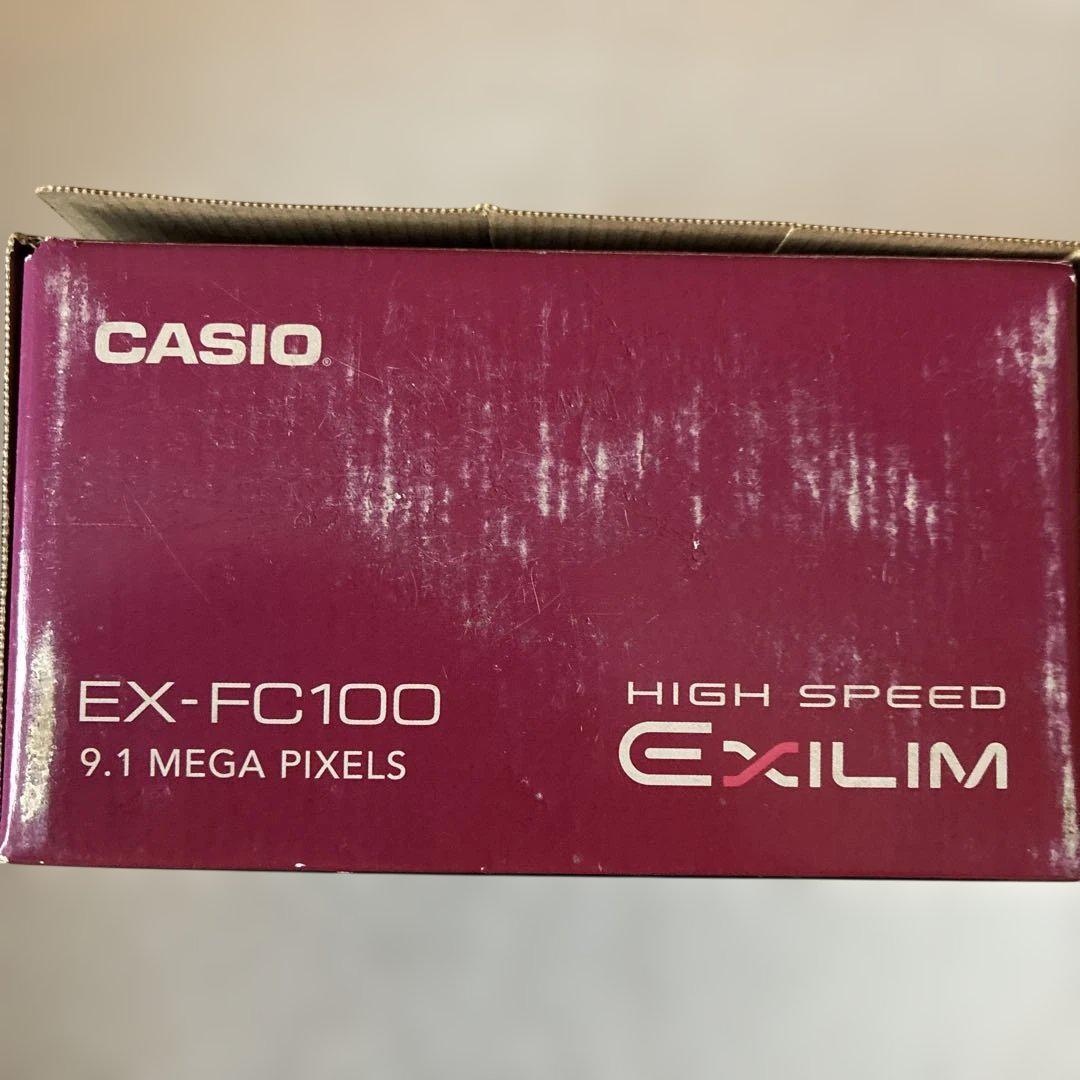 CASIO®
EX-FC100
9.1 MEGA PIXELS
HIGH SPEED
EXILIM